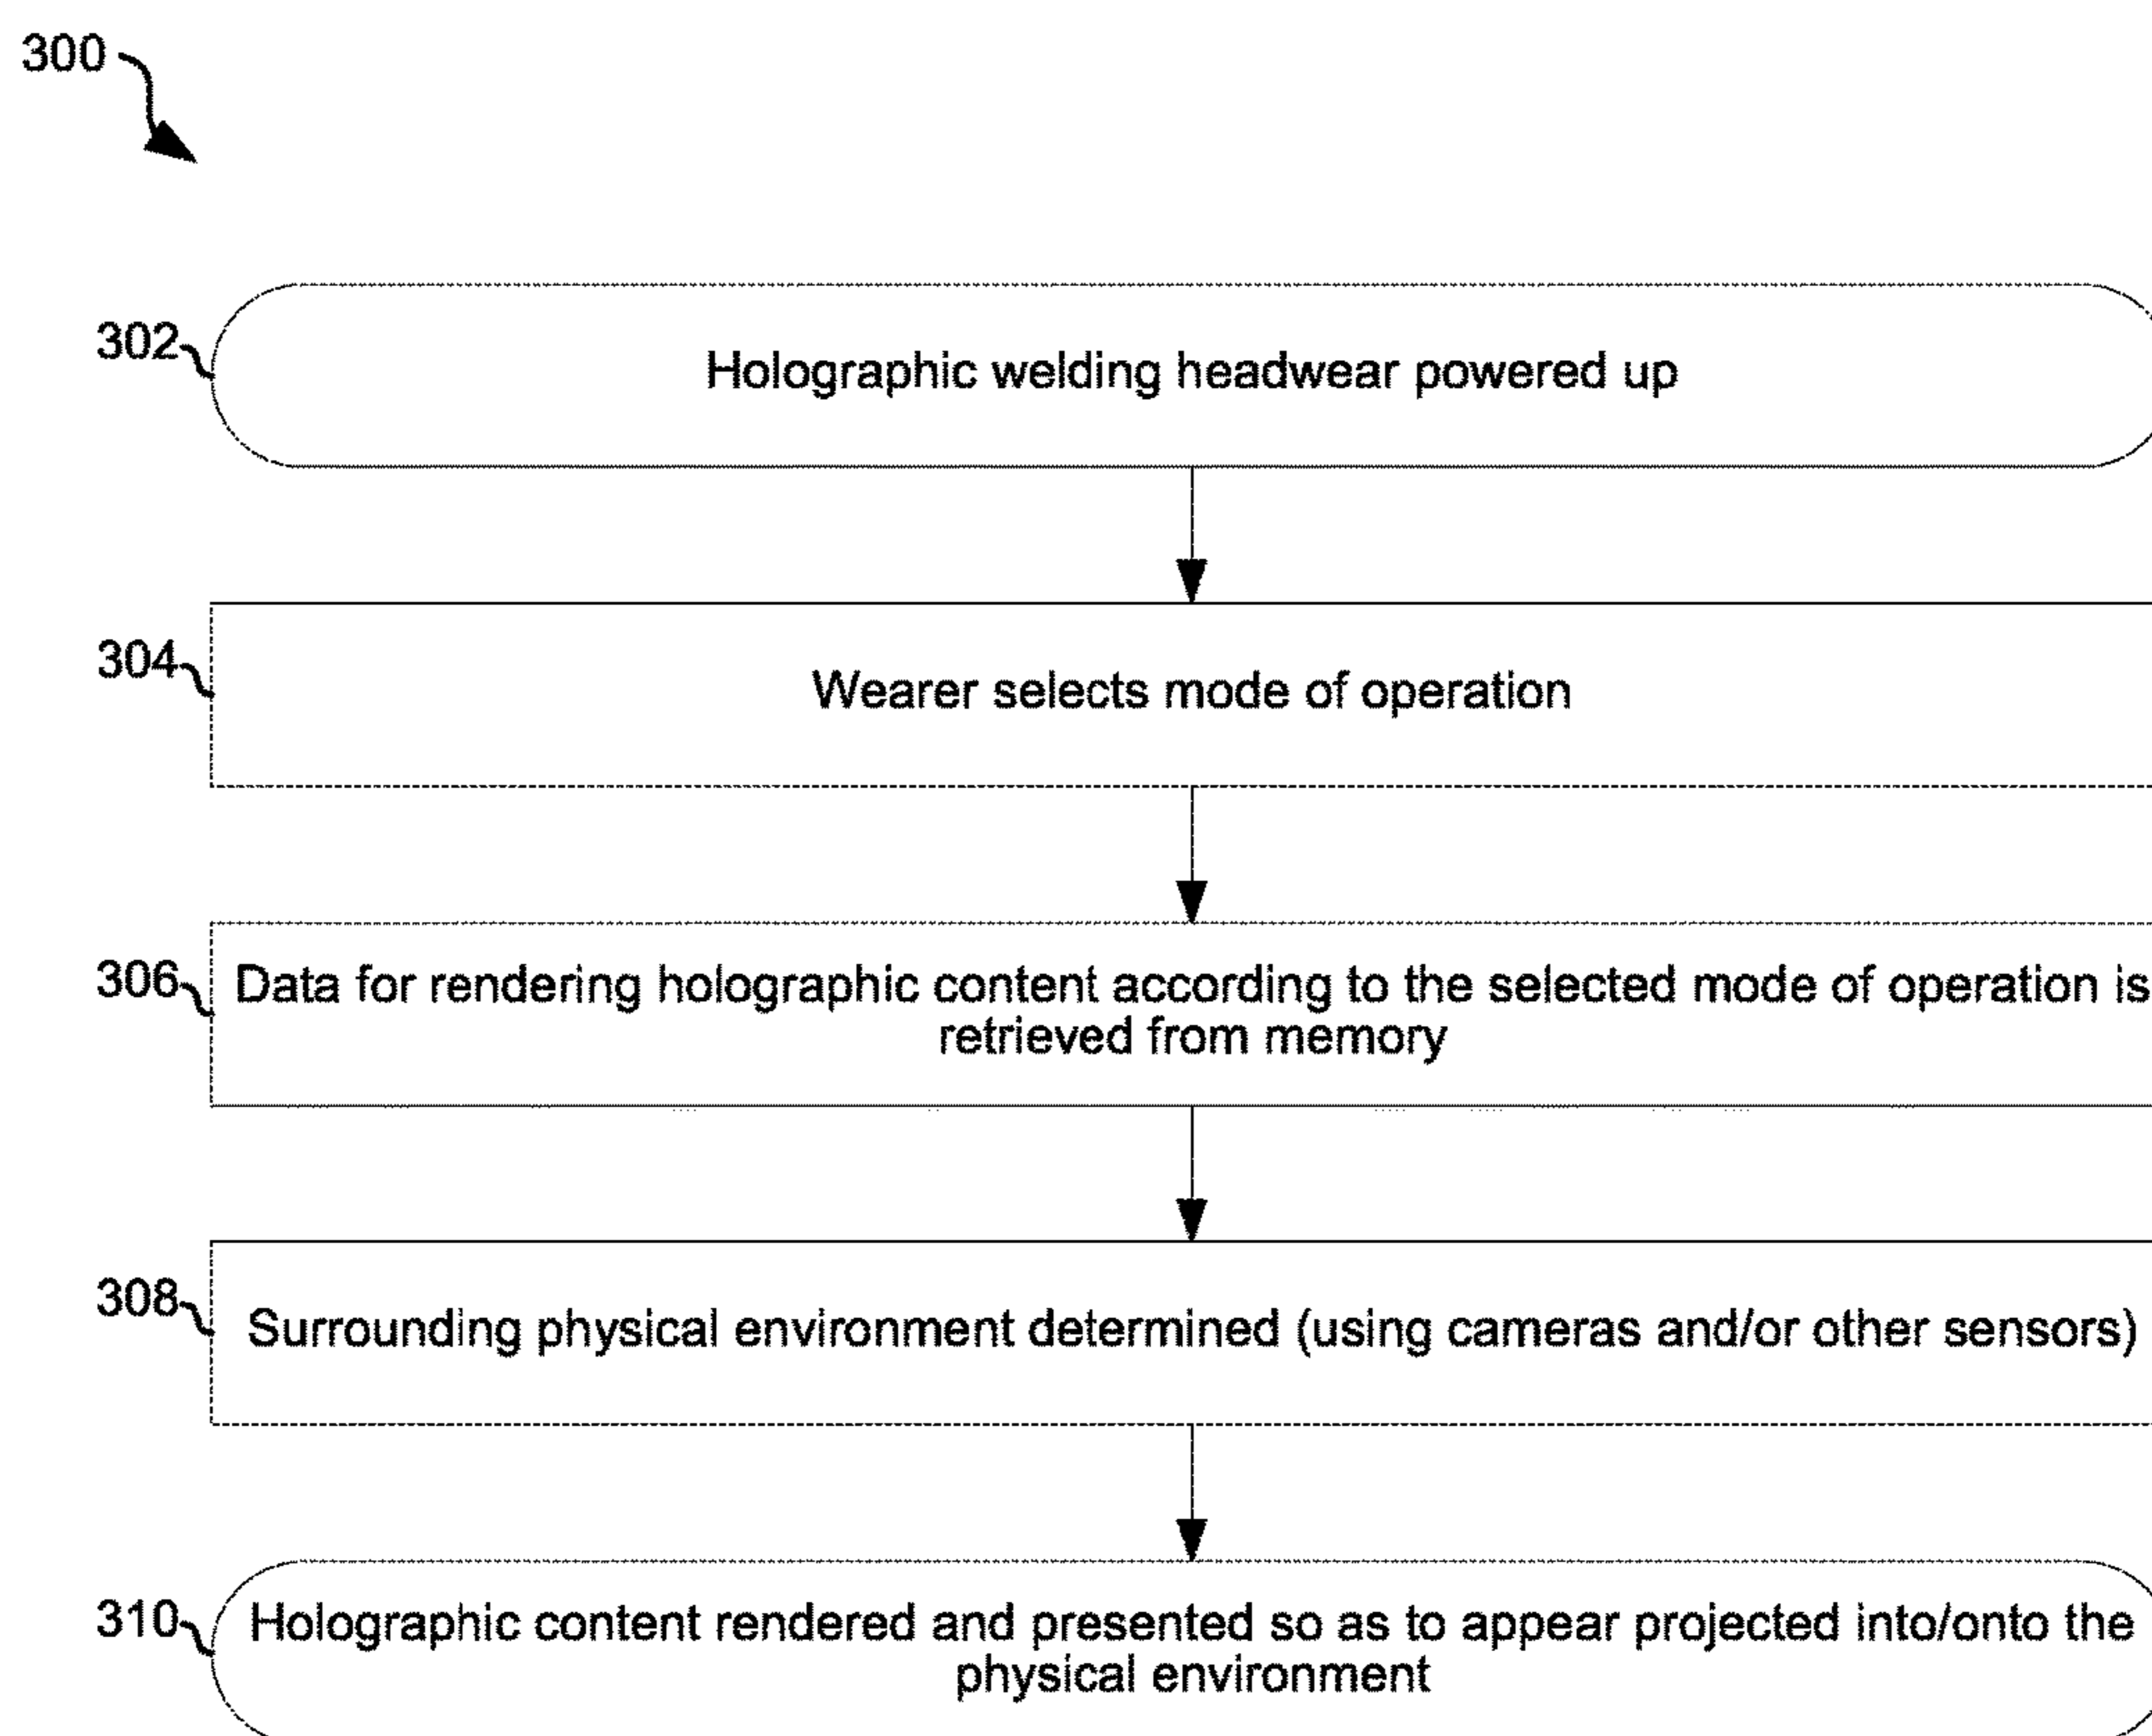 300
302
Holographic welding headwear powered up
304
Wearer selects mode of operation
306
Data for rendering holographic content according to the selected mode of operation is
retrieved from memory
308
Surrounding physical environment determined (using cameras and/or other sensors)
310
Holographic content rendered and presented so as to appear projected into/onto the
physical environment